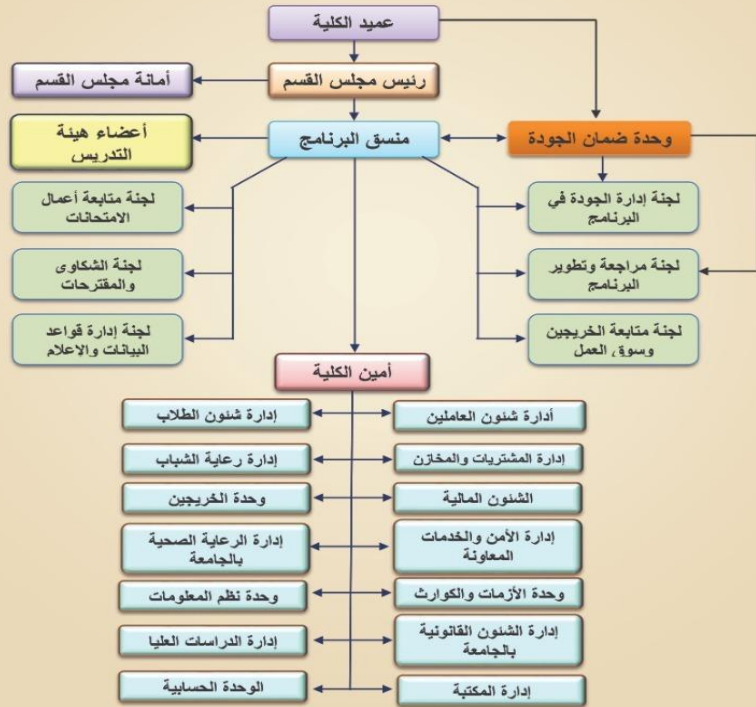 عميد الكلية
رئيس مجلس القسم
أمانة مجلس القسم
وحدة ضمان الجودة
منسق البرنامج
أعضاء هيئة
التدريس
لجنة إدارة الجودة في
البرنامج
لجنة متابعة أعمال
الامتحانات
لجنة مراجعة وتطوير
البرنامج
لجنة الشكاوى
والمقترحات
لجنة متابعة الخريجين
وسوق العمل
لجنة إدارة قواعد
البيانات والاعلام
أمين الكلية
أدارة شئون العاملين
إدارة شئون الطلاب
إدارة المشتريات والمخازن
إدارة رعاية الشباب
الشئون المالية
وحدة الخريجين
إدارة الأمن والخدمات
المعاونة
إدارة الرعاية الصحية
بالجامعة
وحدة الأزمات والكوارث
وحدة نظم المعلومات
إدارة الشئون القانونية
بالجامعة
إدارة الدراسات العليا
إدارة المكتبة
الوحدة الحسابية